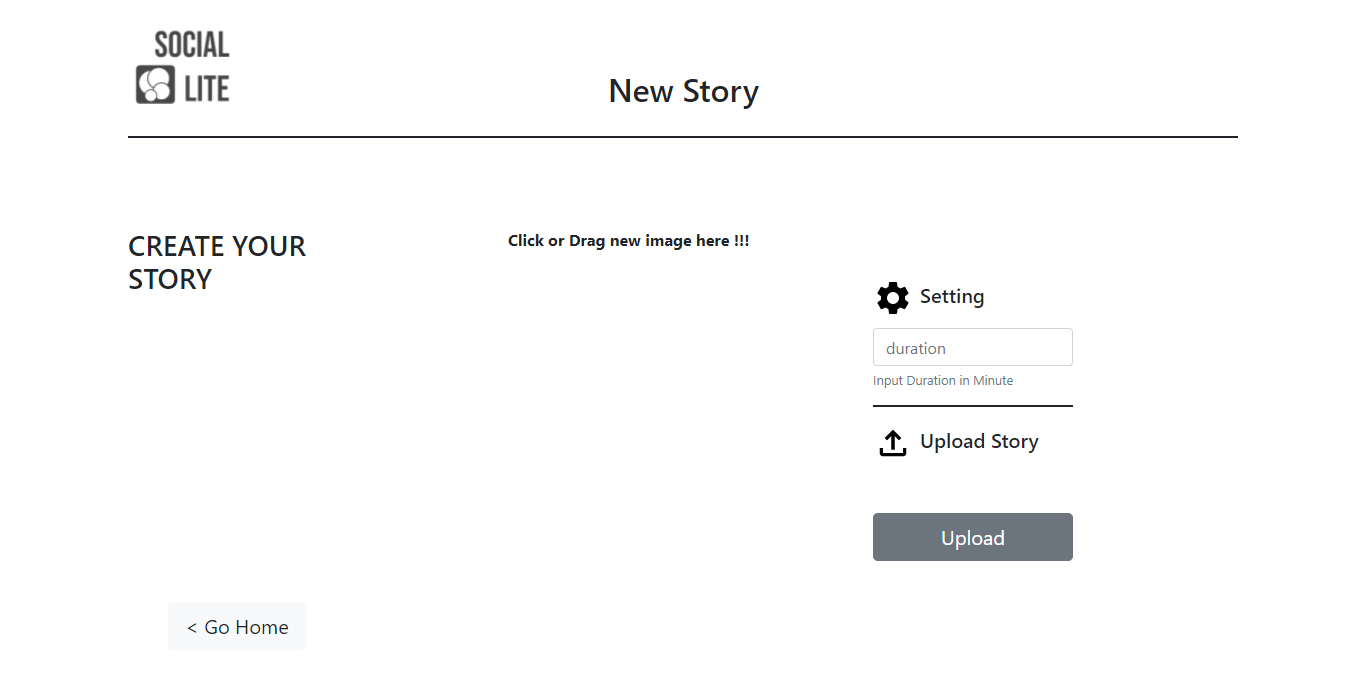 SOCIAL
LITE
New Story
CREATE YOUR
STORY
Click or Drag new image here !!!
Setting
duration
Input Duration in Minute
Upload Story
Upload
< Go Home